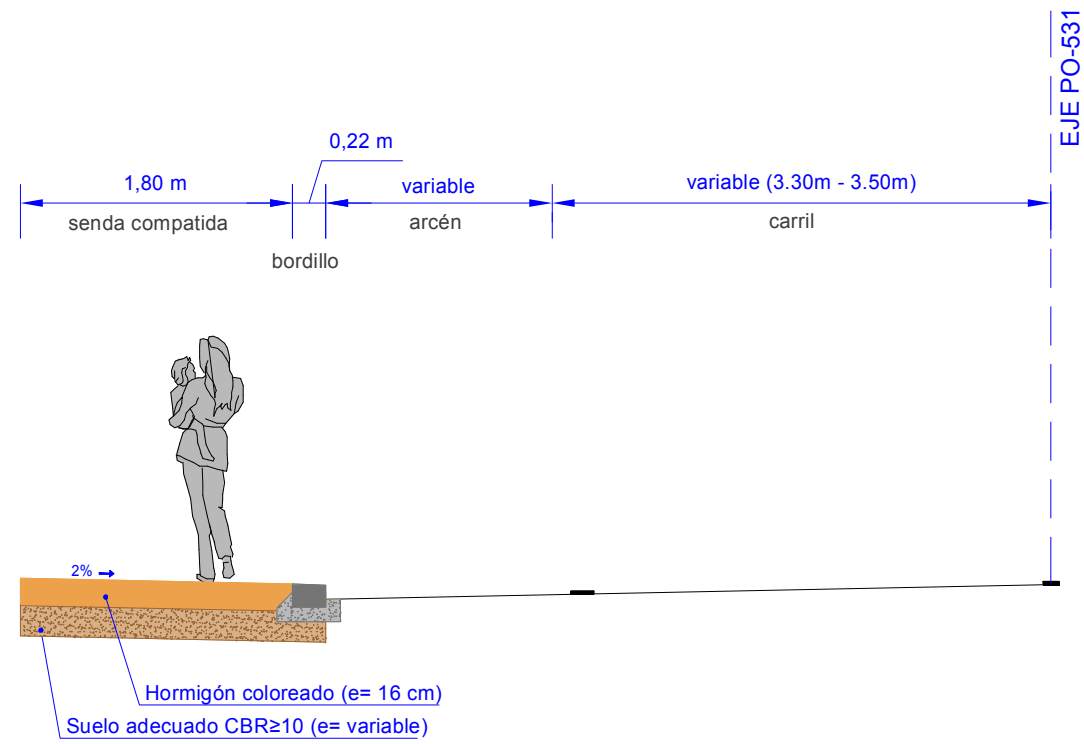 EJE PO-531
0,22 m
1,80 m
variable
variable (3.30m - 3.50m)
senda compatida
arcén
carril
bordillo
2%
Hormigón coloreado (e= 16 cm)
Suelo adecuado CBR≥10 (e= variable)